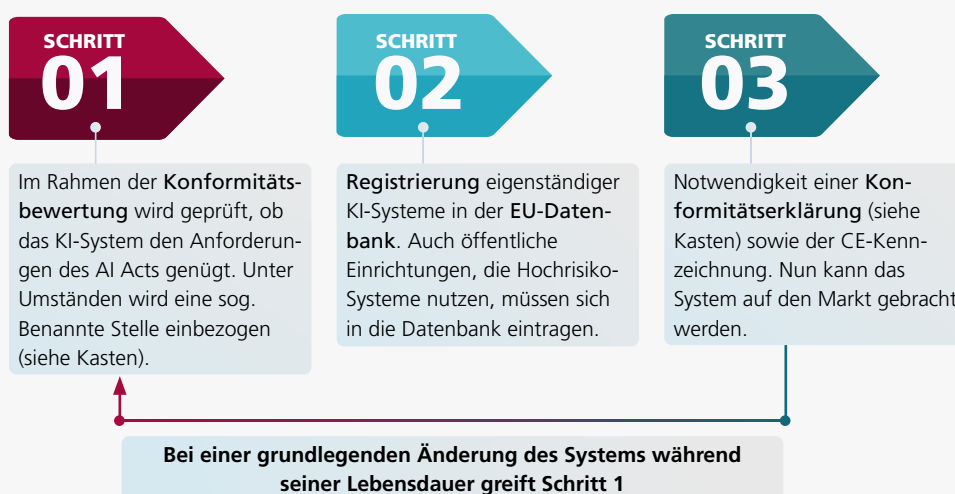 SCHRITT
01
Im Rahmen der Konformitäts-
bewertung wird geprüft, ob
das KI-System den Anforderun-
gen des AI Acts genügt. Unter
Umständen wird eine sog.
Benannte Stelle einbezogen
(siehe Kasten).
SCHRITT
02
Registrierung eigenständiger
KI-Systeme in der EU-Daten-
bank. Auch öffentliche
Einrichtungen, die Hochrisiko-
Systeme nutzen, müssen sich
in die Datenbank eintragen.
SCHRITT
03
Notwendigkeit einer Kon-
formitätserklärung (siehe
Kasten) sowie der CE-Kenn-
zeichnung. Nun kann das
System auf den Markt gebracht
werden.
Bei einer grundlegenden Änderung des Systems während
seiner Lebensdauer greift Schritt 1